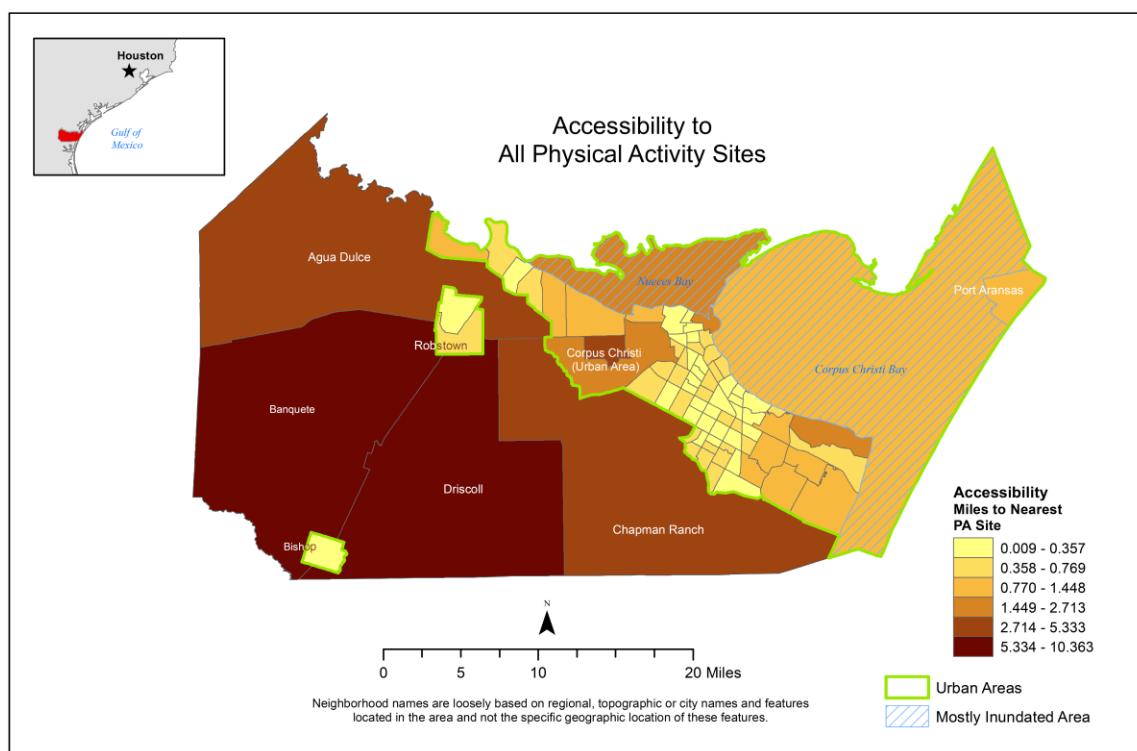 Houston
Gulf of
Mexico
Accessibility to
All Physical Activity Sites
Agua Dulce
Nueces Bay
Port Aransas
Robstown
Corpus Christi
(Urban Area)
Corpus Christi Bay
Banquete
Driscoll
Chapman Ranch
Bishop
Accessibility
Miles to Nearest
PA Site
0.009 - 0.357
0.358 - 0.769
0.770 - 1.448
1.449 - 2.713
2.714 - 5.333
5.334 - 10.363
N
0 5 10 20 Miles
Urban Areas
Mostly Inundated Area
Neighborhood names are loosely based on regional, topographic or city names and features
located in the area and not the specific geographic location of these features.